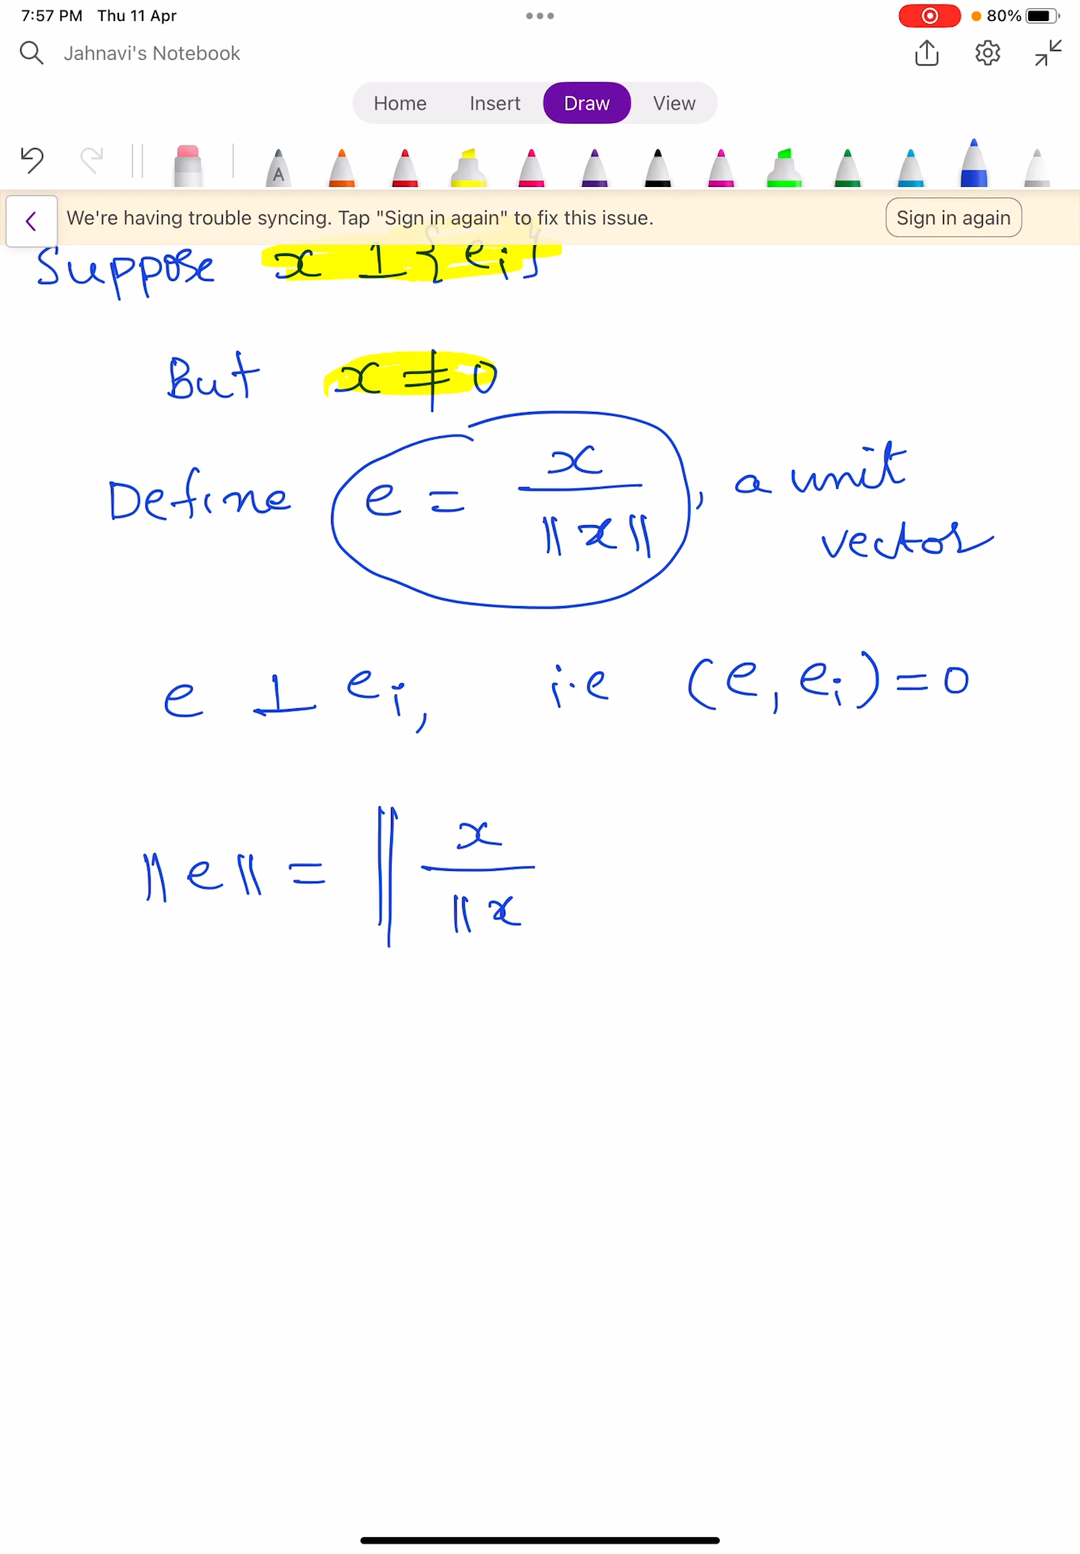 7:57 PM Thu 11 Apr
80%
Jahnavi's Notebook
Home Insert Draw View
A
We're having trouble syncing. Tap "Sign in again" to fix this issue.
Sign in again
Suppose x ⊥ {ei}
But x ≠ 0
Define e = x / ||x||, a unit vector
e ⊥ ei, i.e (e, ei) = 0
||e|| = || x / ||x